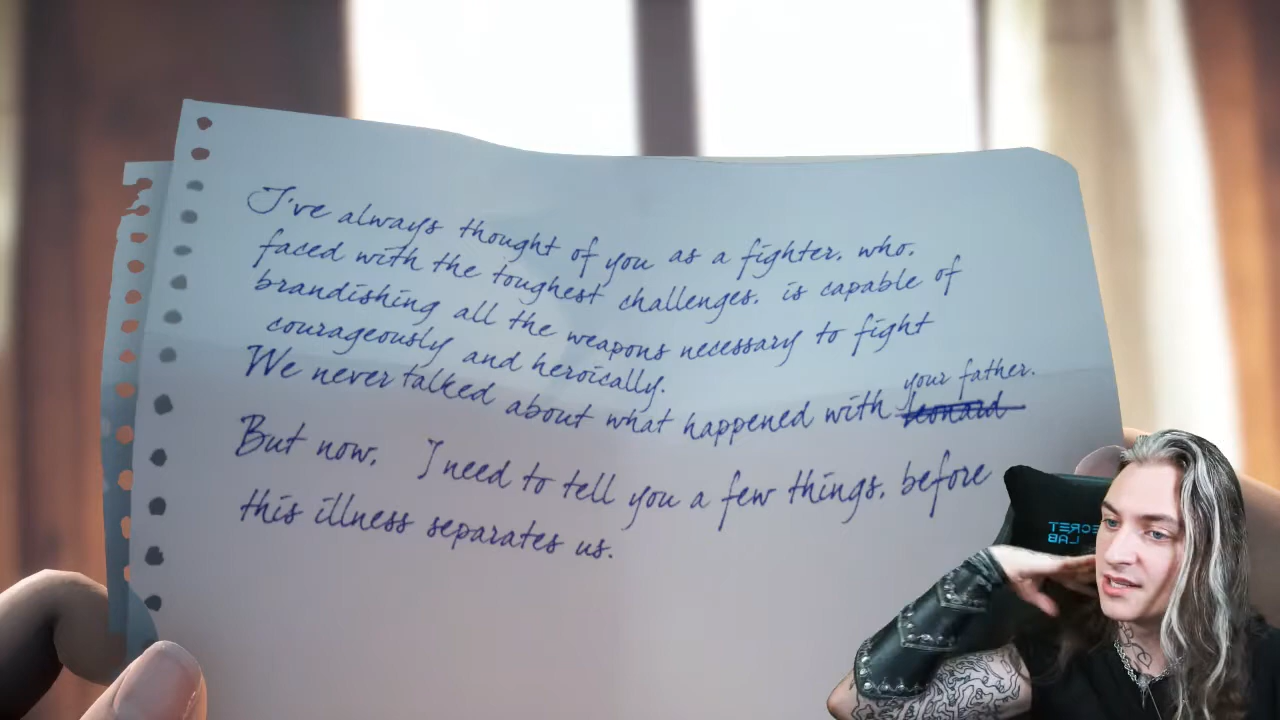 I've always thought of you as a fighter, who,
faced with the toughest challenges, is capable of
brandishing all the weapons necessary to fight
courageously and heroically.
We never talked about what happened with leonard your father.
But now, I need to tell you a few things, before
this illness separates us.
SECRET
LAB